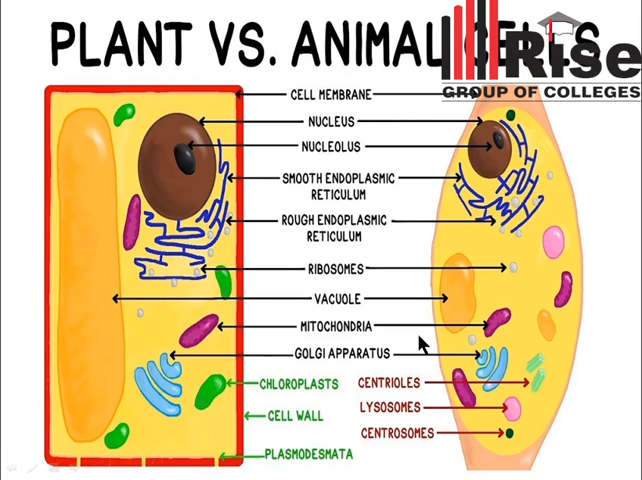 PLANT VS. ANIMAL CELLS
Rise
GROUP OF COLLEGES
CELL MEMBRANE
NUCLEUS
NUCLEOLUS
SMOOTH ENDOPLASMIC
RETICULUM
ROUGH ENDOPLASMIC
RETICULUM
RIBOSOMES
VACUOLE
MITOCHONDRIA
GOLGI APPARATUS
CHLOROPLASTS
CELL WALL
PLASMODESMATA
CENTRIOLES
LYSOSOMES
CENTROSOMES